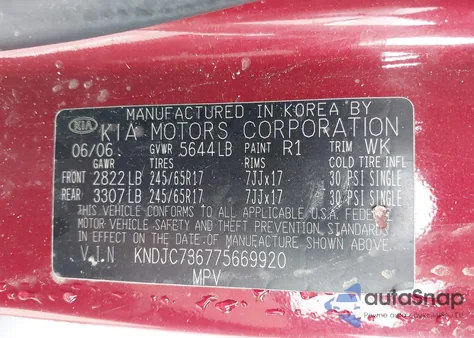 MANUFACTURED IN KOREA BY
KIA KIA MOTORS CORPORATION
06/06 GVWR 5644LB PAINT R1 TRIM WK
GAWR TIRES RIMS COLD TIRE INFL
FRONT 2822LB 245/65R17 7JJx17 30 PSI SINGLE
REAR 3307LB 245/65R17 7JJx17 30 PSI SINGLE
THIS VEHICLE CONFORMS TO ALL APPLICABLE U.S.A. FEDE
MOTOR VEHICLE SAFETY AND THEFT PREVENTION STANDARDS
IN EFFECT ON THE DATE OF MANUFACTURE SHOWN ABOVE
V.I.N KNDJC736775669920
MPV
autoSnap